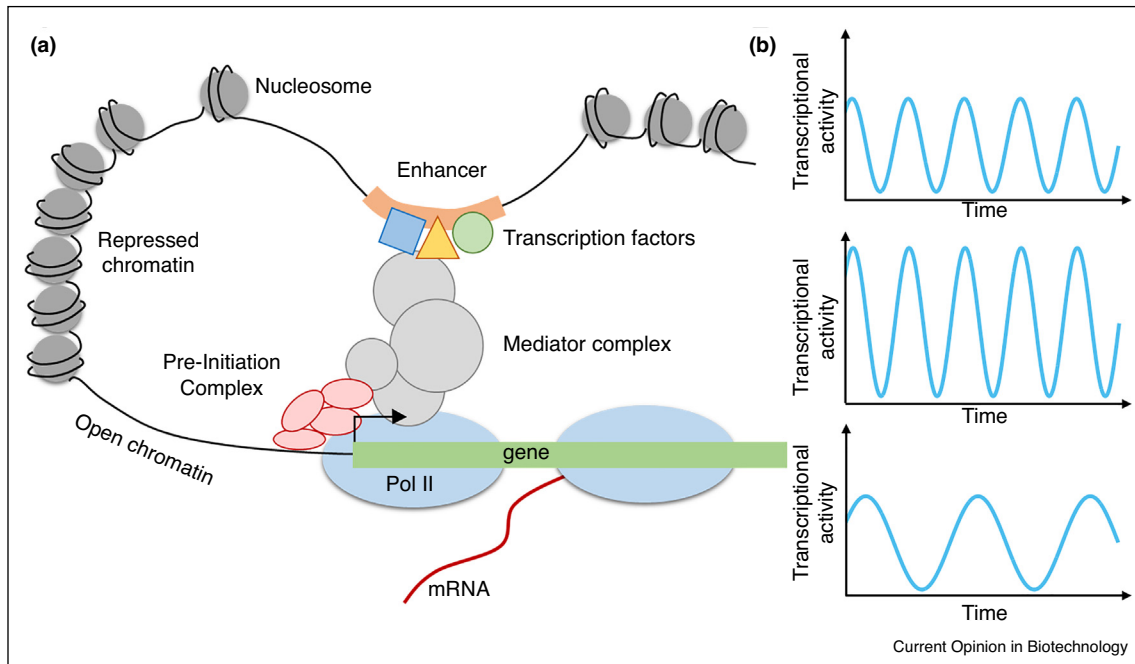 (a)
Nucleosome
Enhancer
Transcription factors
Repressed
chromatin
Mediator complex
Pre-Initiation
Complex
Open chromatin
gene
Pol II
mRNA
(b)
Transcriptional
activity
Time
Transcriptional
activity
Time
Transcriptional
activity
Time
Current Opinion in Biotechnology